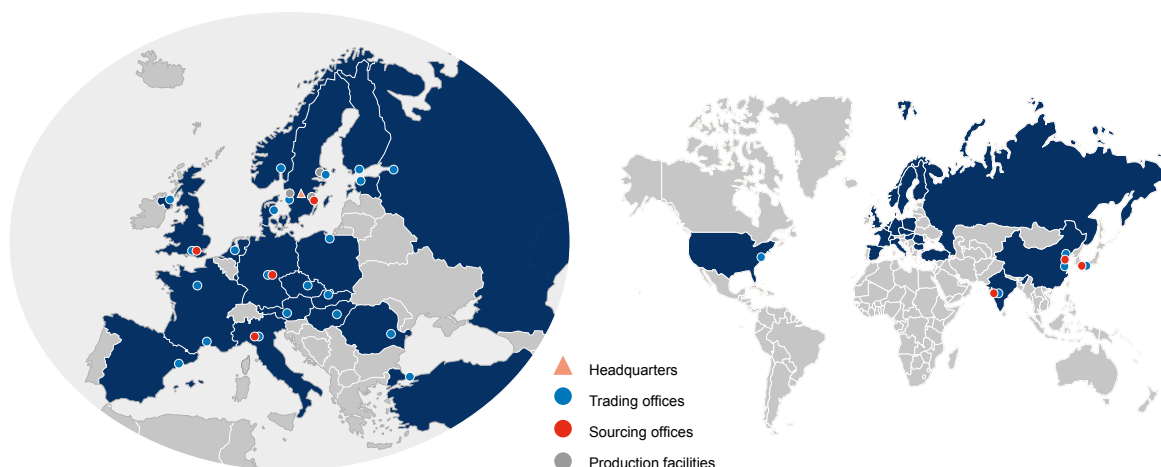 Headquarters
Trading offices
Sourcing offices
Production facilities